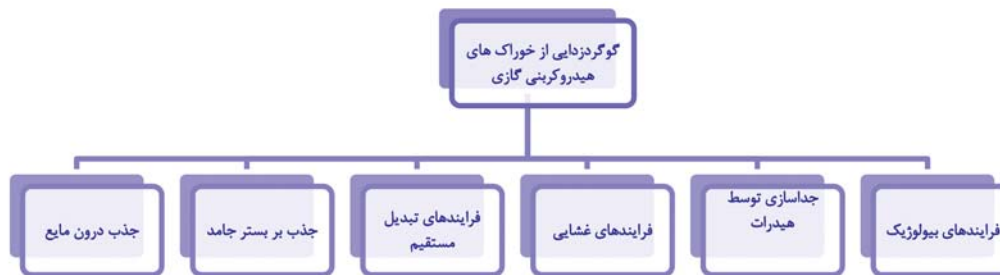 گوگردزدایی از خوراک های
هیدروکربنی گازی
فرایندهای بیولوژیک
جداسازی توسط
هیدرات
فرایندهای غشایی
فرایندهای تبدیل
مستقیم
جذب بر بستر جامد
جذب درون مایع